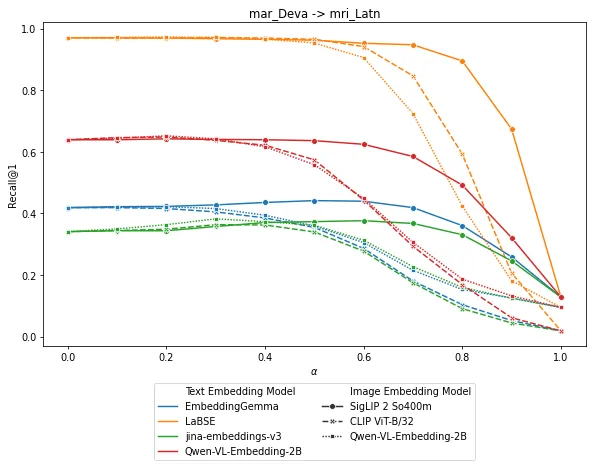 mar_Deva -> mri_Latn
1.0
0.8
0.6
0.4
0.2
0.0
Recall@1
0.0 0.2 0.4 0.6 0.8 1.0
α
Text Embedding Model Image Embedding Model
EmbeddingGemma SigLIP 2 So400m
LaBSE CLIP ViT-B/32
jina-embeddings-v3 Qwen-VL-Embedding-2B
Qwen-VL-Embedding-2B